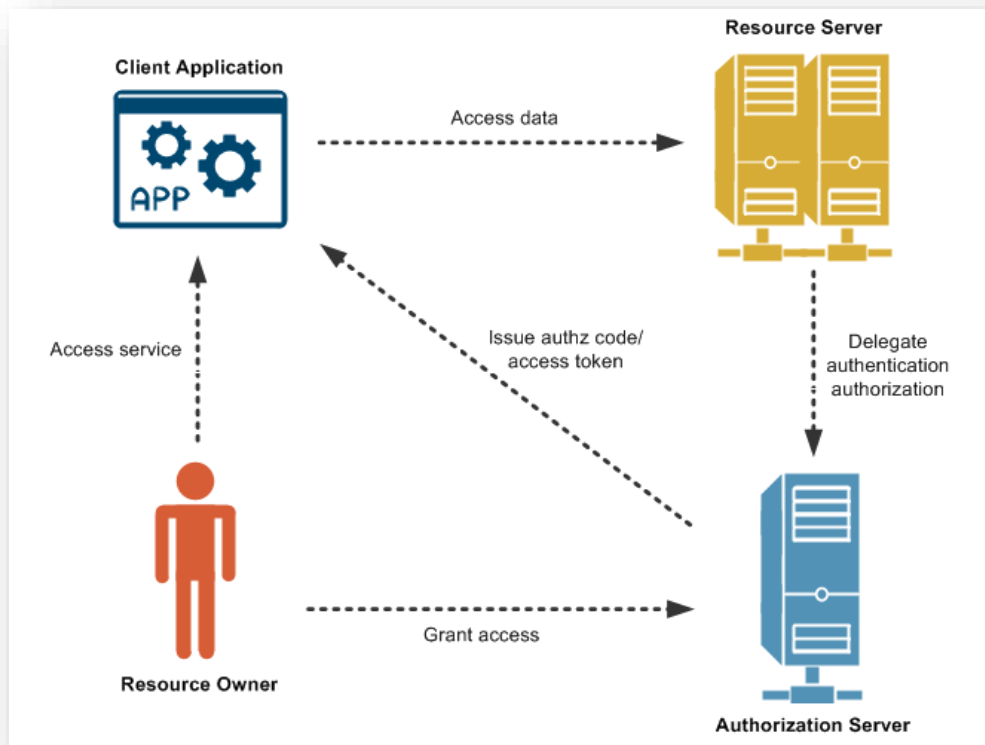 Resource Server
Client Application
Access data
APP
Issue authz code/
access token
Delegate
authentication
authorization
Access service
Grant access
Resource Owner
Authorization Server